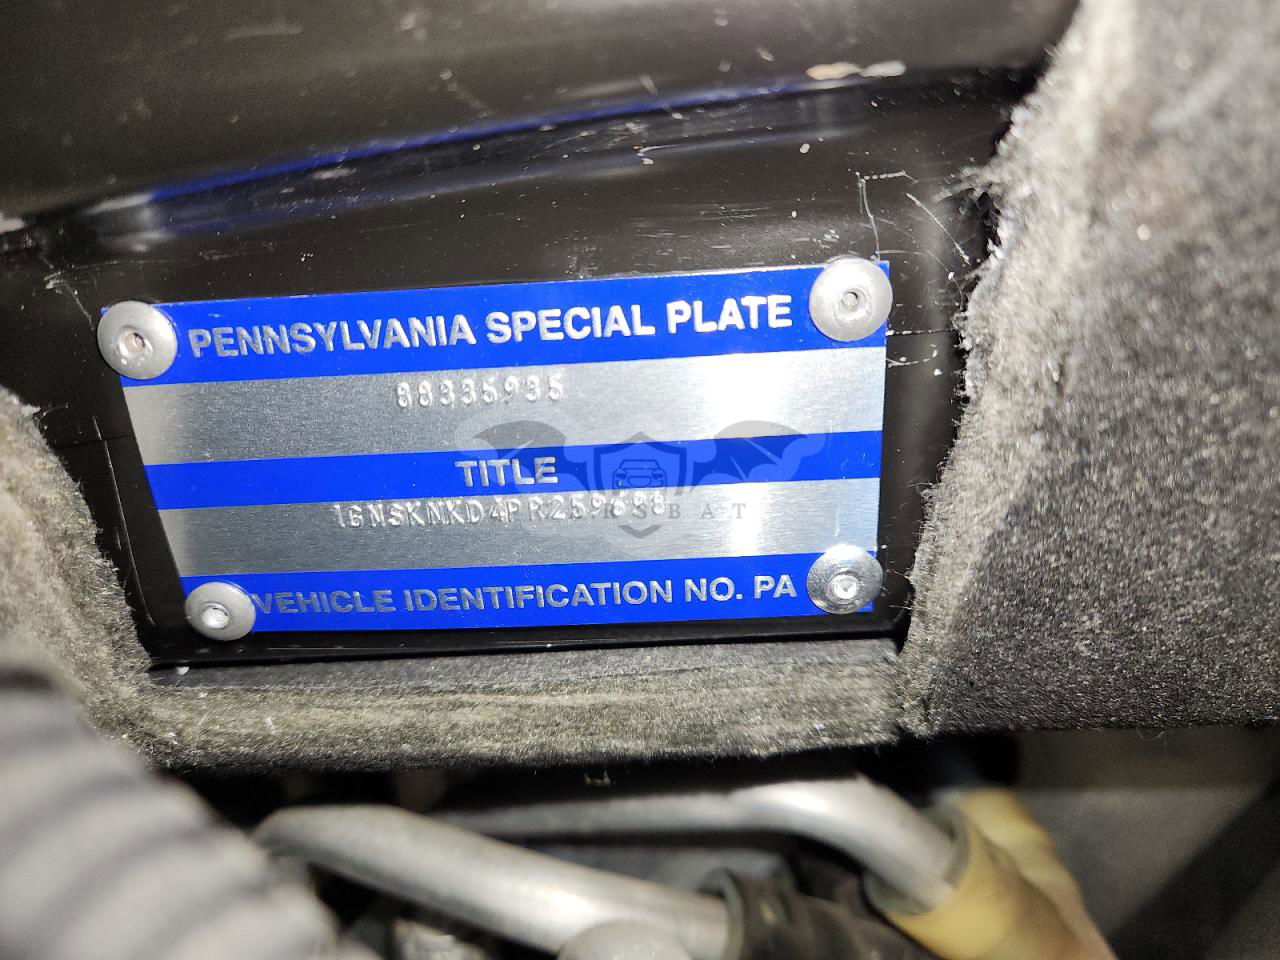 PENNSYLVANIA SPECIAL PLATE
88335935
TITLE
1GNSKNKD4PR259688
VEHICLE IDENTIFICATION NO. PA